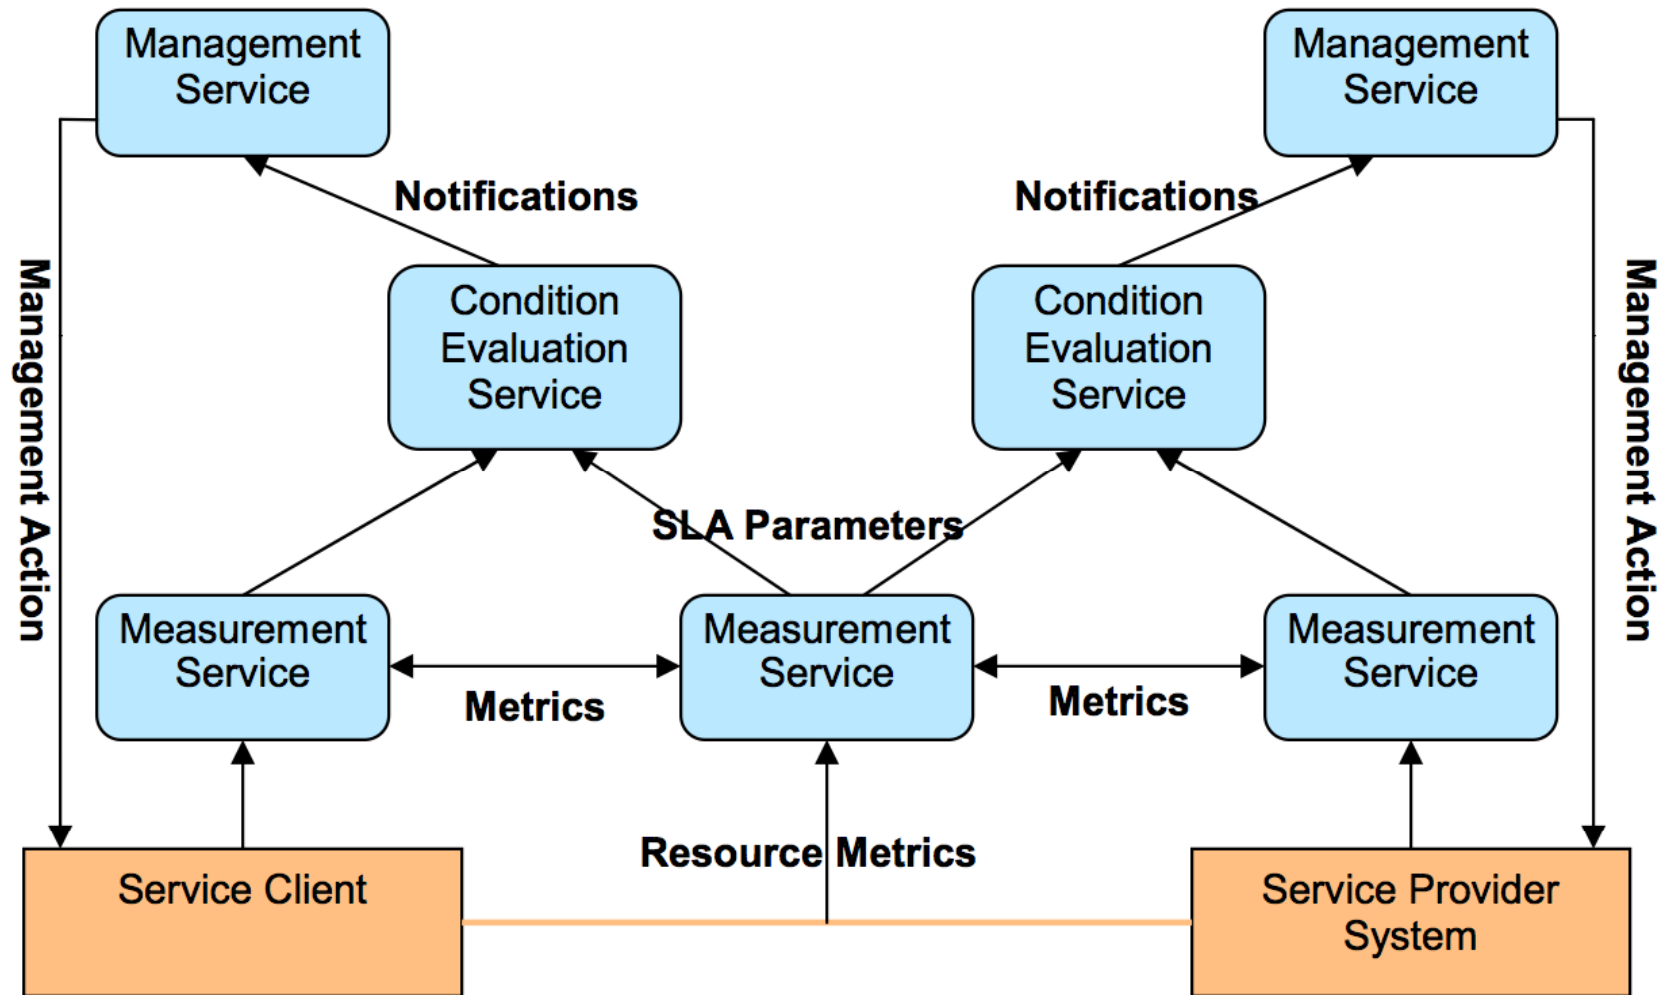 Management
Service
Management
Service
Notifications
Notifications
Management Action
Condition
Evaluation
Service
Condition
Evaluation
Service
Management Action
SLA Parameters
Measurement
Service
Measurement
Service
Measurement
Service
Metrics
Metrics
Resource Metrics
Service Client
Service Provider
System